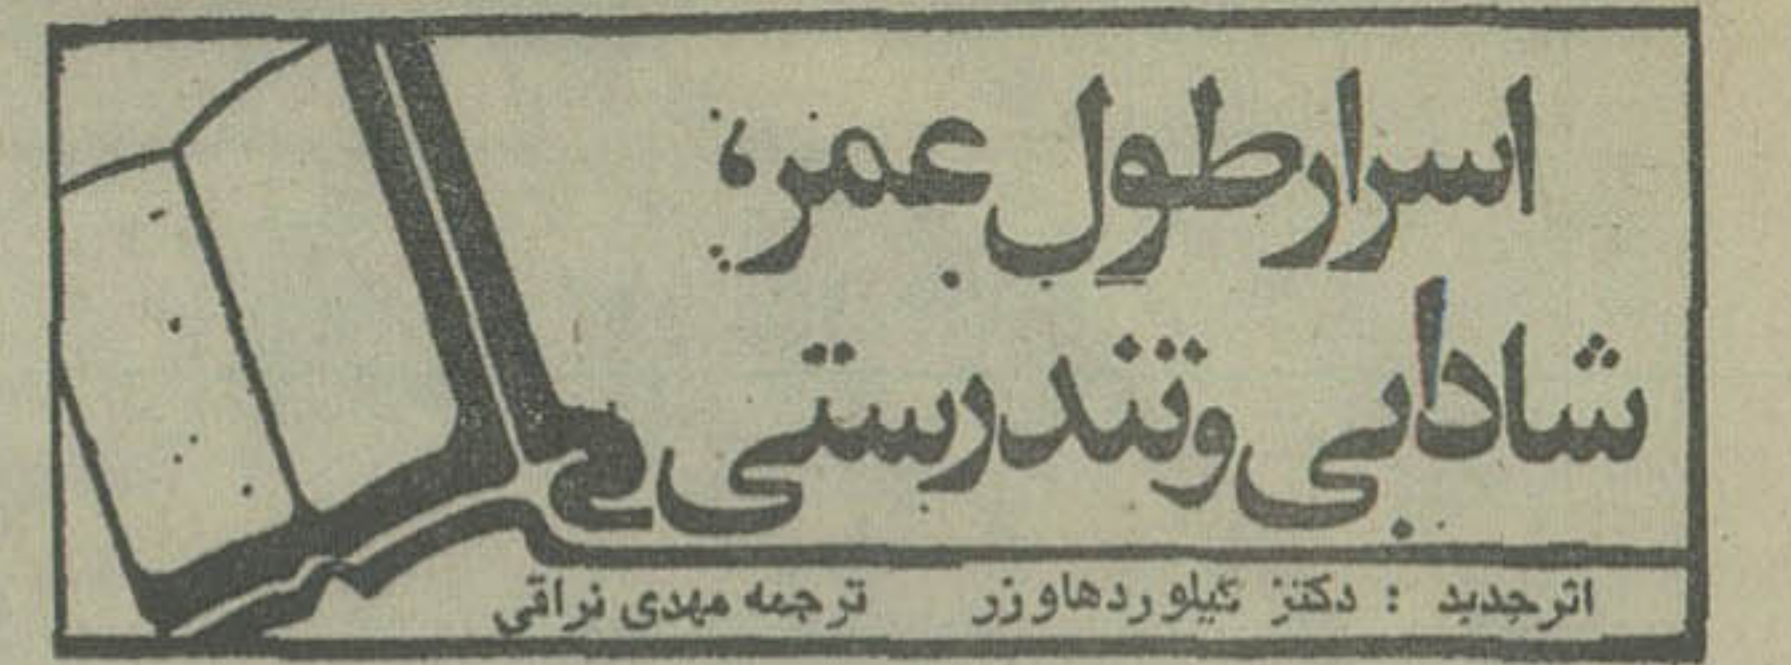 اسرار طول عمر،
شادابی و تندرستی
اثر جدید : دکتر گیلورد هاوزر ترجمه مهدی نراقی